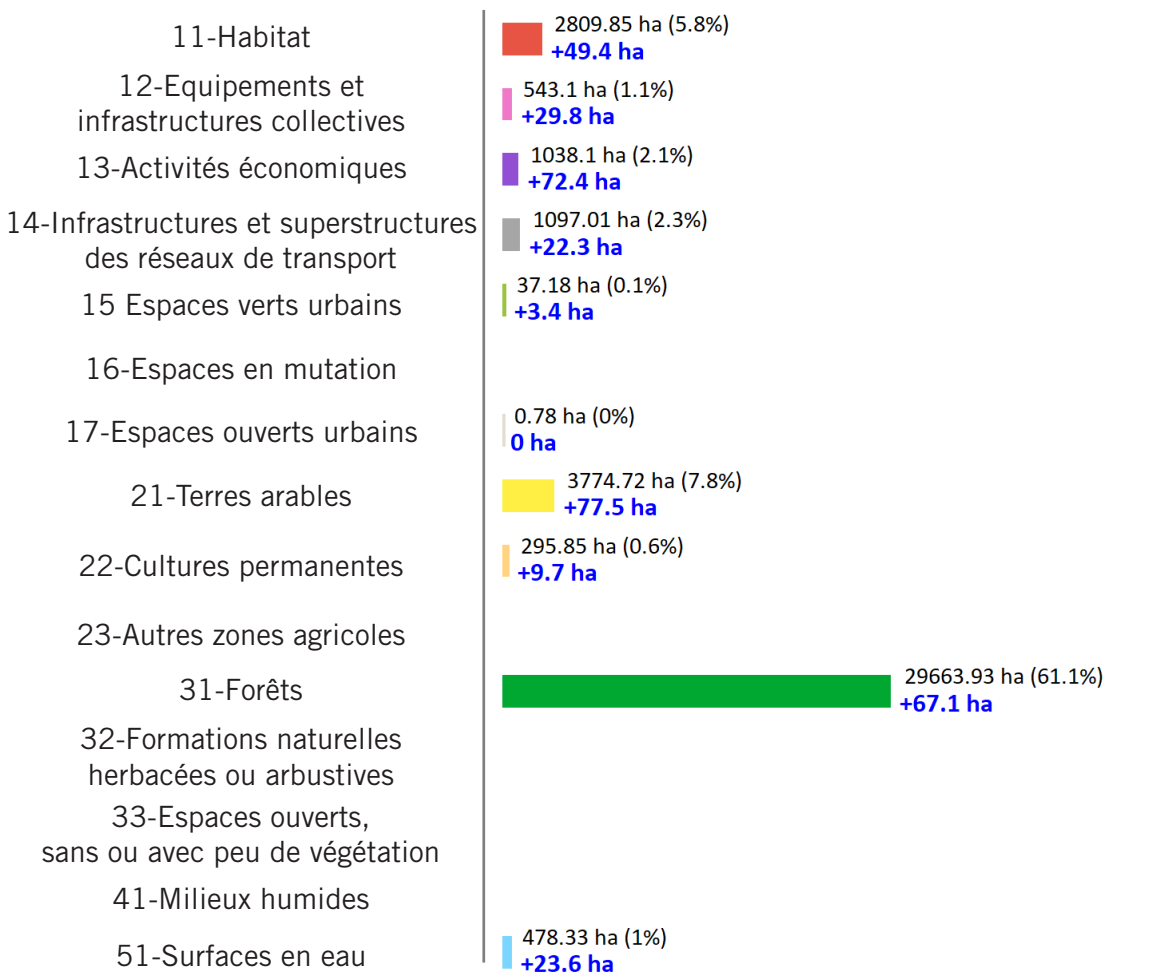 11-Habitat
2809.85 ha (5.8%)
+49.4 ha
12-Equipements et
infrastructures collectives
543.1 ha (1.1%)
+29.8 ha
13-Activités économiques
1038.1 ha (2.1%)
+72.4 ha
14-Infrastructures et superstructures
des réseaux de transport
1097.01 ha (2.3%)
+22.3 ha
15 Espaces verts urbains
37.18 ha (0.1%)
+3.4 ha
16-Espaces en mutation
17-Espaces ouverts urbains
0.78 ha (0%)
0 ha
21-Terres arables
3774.72 ha (7.8%)
+77.5 ha
22-Cultures permanentes
295.85 ha (0.6%)
+9.7 ha
23-Autres zones agricoles
31-Forêts
29663.93 ha (61.1%)
+67.1 ha
32-Formations naturelles
herbacées ou arbustives
33-Espaces ouverts,
sans ou avec peu de végétation
41-Milieux humides
51-Surfaces en eau
478.33 ha (1%)
+23.6 ha